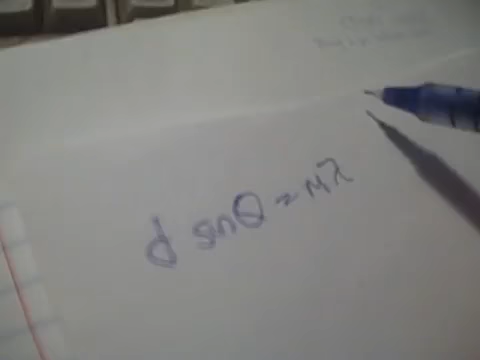 d sinθ = mλ